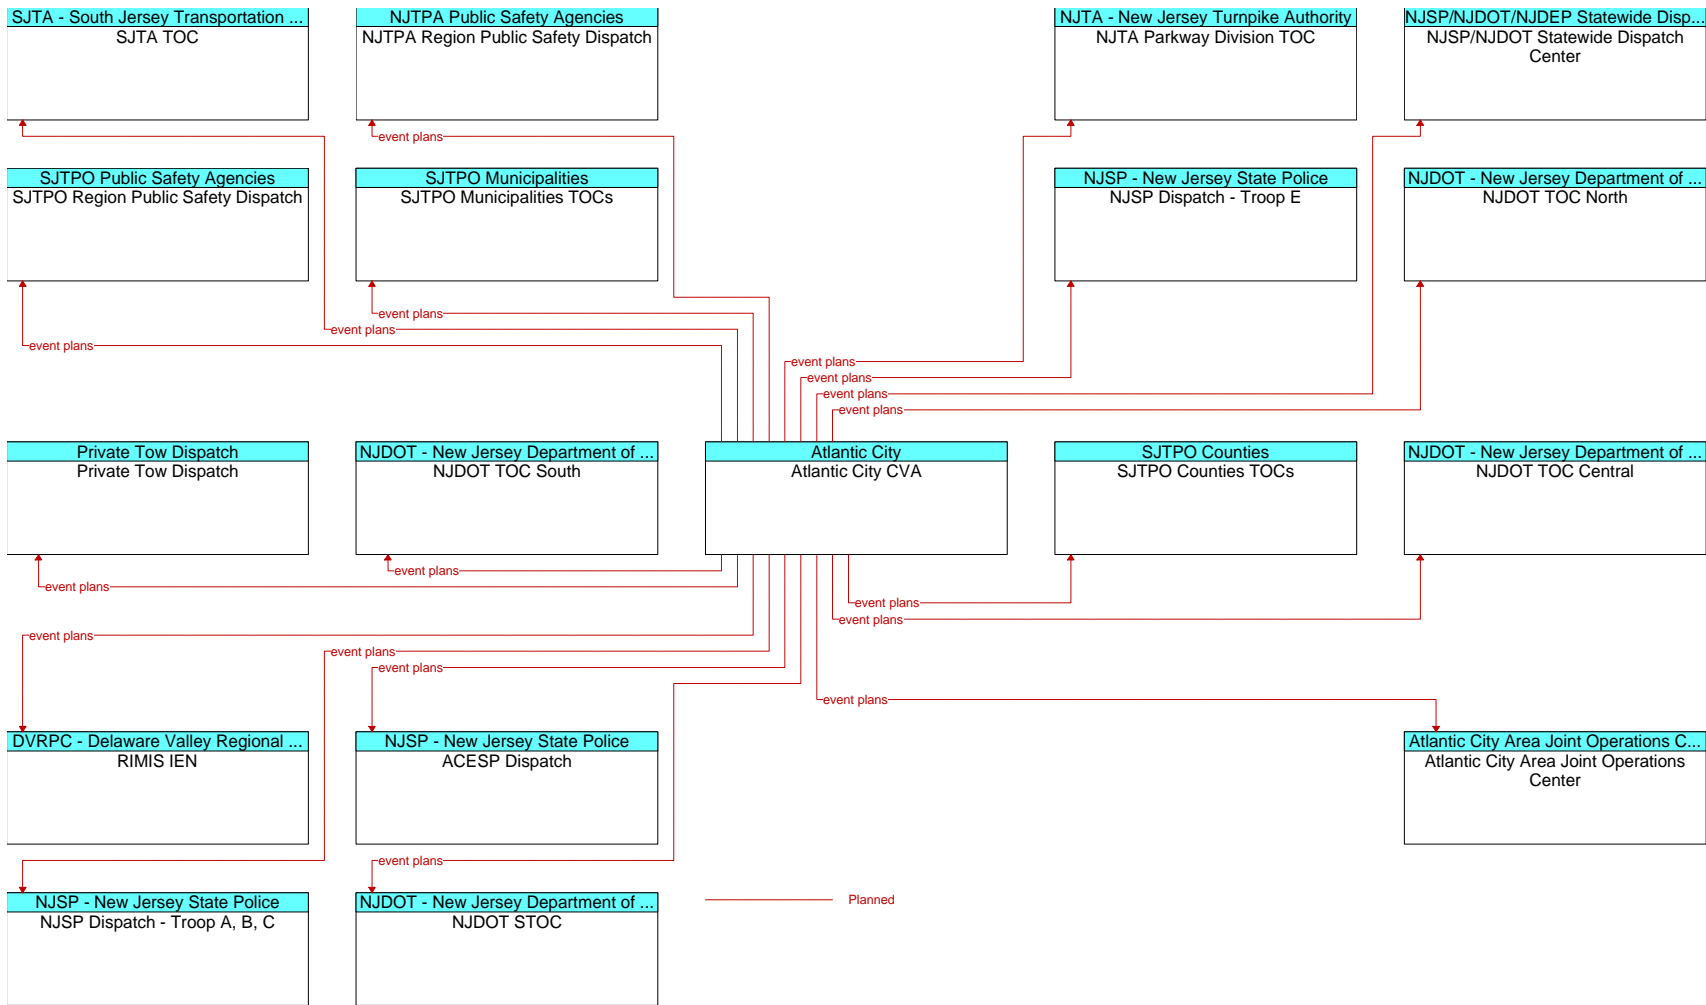 SJTA - South Jersey Transportation ...
SJTA TOC
NJTPA Public Safety Agencies
NJTPA Region Public Safety Dispatch
NJTA - New Jersey Turnpike Authority
NJTA Parkway Division TOC
NJSP/NJDOT/NJDEP Statewide Disp...
NJSP/NJDOT Statewide Dispatch
Center
event plans
SJTPO Public Safety Agencies
SJTPO Region Public Safety Dispatch
SJTPO Municipalities
SJTPO Municipalities TOCs
NJSP - New Jersey State Police
NJSP Dispatch - Troop E
NJDOT - New Jersey Department of ...
NJDOT TOC North
event plans
event plans
event plans
event plans
event plans
event plans
event plans
Private Tow Dispatch
Private Tow Dispatch
NJDOT - New Jersey Department of ...
NJDOT TOC South
Atlantic City
Atlantic City CVA
SJTPO Counties
SJTPO Counties TOCs
NJDOT - New Jersey Department of ...
NJDOT TOC Central
event plans
event plans
event plans
event plans
event plans
event plans
event plans
event plans
DVRPC - Delaware Valley Regional ...
RIMIS IEN
NJSP - New Jersey State Police
ACESP Dispatch
Atlantic City Area Joint Operations C...
Atlantic City Area Joint Operations
Center
event plans
NJSP - New Jersey State Police
NJSP Dispatch - Troop A, B, C
NJDOT - New Jersey Department of ...
NJDOT STOC
Planned